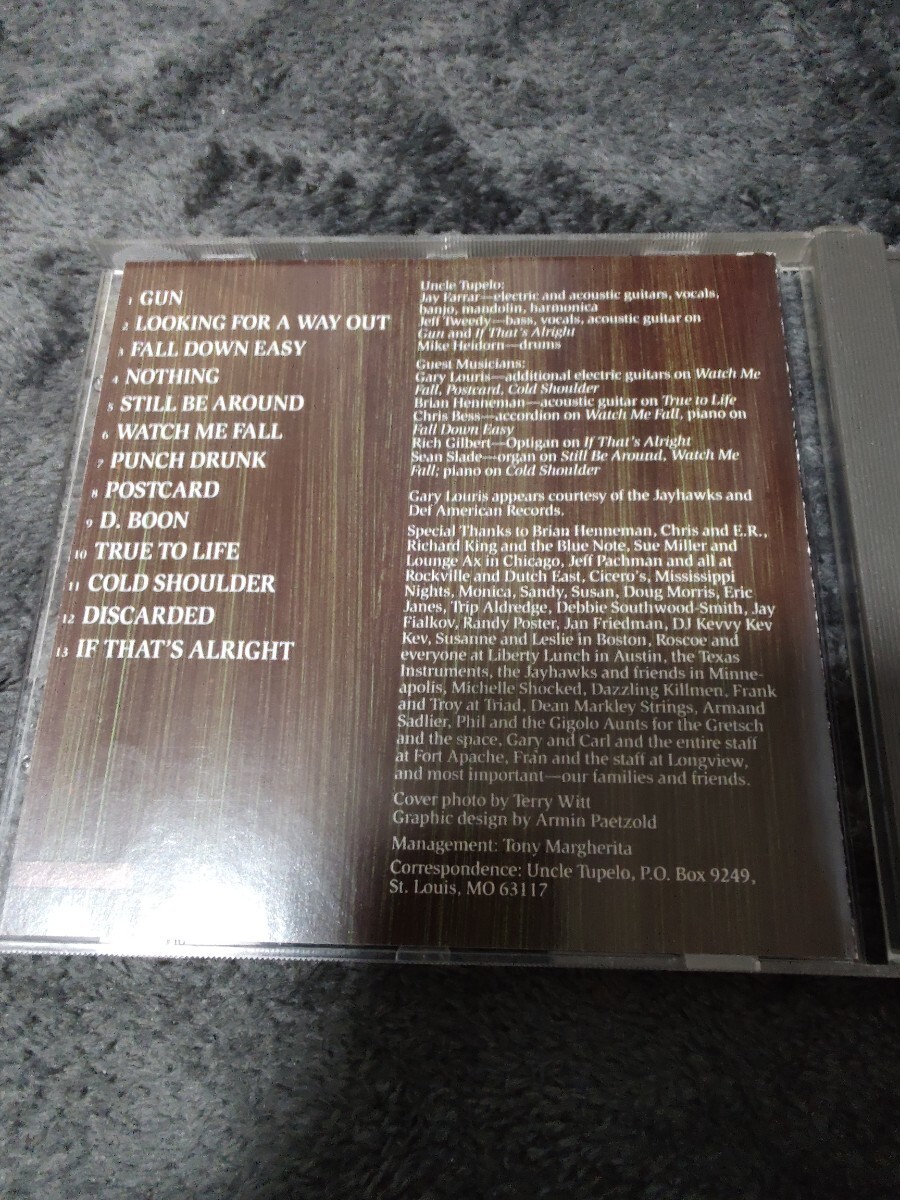 1 GUN
2 LOOKING FOR A WAY OUT
3 FALL DOWN EASY
4 NOTHING
5 STILL BE AROUND
6 WATCH ME FALL
7 PUNCH DRUNK
8 POSTCARD
9 D. BOON
10 TRUE TO LIFE
11 COLD SHOULDER
12 DISCARDED
13 IF THAT'S ALRIGHT
Uncle Tupelo:
Jay Farrar—electric and acoustic guitars, vocals,
banjo, mandolin, harmonica
Jeff Tweedy—bass, vocals, acoustic guitar on
Gun and If That's Alright
Mike Heidorn—drums
Guest Musicians:
Gary Louris—additional electric guitars on Watch Me
Fall, Postcard, Cold Shoulder
Brian Henneman—acoustic guitar on True to Life
Chris Bess—accordion on Watch Me Fall, piano on
Fall Down Easy
Rich Gilbert—Optigan on If That's Alright
Sean Slade—organ on Still Be Around, Watch Me
Fall; piano on Cold Shoulder
Gary Louris appears courtesy of the Jayhawks and
Def American Records.
Special Thanks to Brian Henneman, Chris and E.R.,
Richard King and the Blue Note, Sue Miller and
Lounge Ax in Chicago, Jeff Pachman and all at
Rockville and Dutch East, Cicero's, Mississippi
Nights, Monica, Sandy, Susan, Doug Morris, Eric
Janes, Trip Aldredge, Debbie Southwood-Smith, Jay
Fialkov, Randy Poster, Jan Friedman, DJ Kevvy Kev
Kev, Susanne and Leslie in Boston, Roscoe and
everyone at Liberty Lunch in Austin, the Texas
Instruments, the Jayhawks and friends in Minne-
apolis, Michelle Shocked, Dazzling Killmen, Frank
and Troy at Triad, Dean Markley Strings, Armand
Sadlier, Phil and the Gigolo Aunts for the Gretsch
and the space, Gary and Carl and the entire staff
at Fort Apache, Fran and the staff at Longview,
and most important—our families and friends.
Cover photo by Terry Witt
Graphic design by Armin Paetzold
Management: Tony Margherita
Correspondence: Uncle Tupelo, P.O. Box 9249,
St. Louis, MO 63117